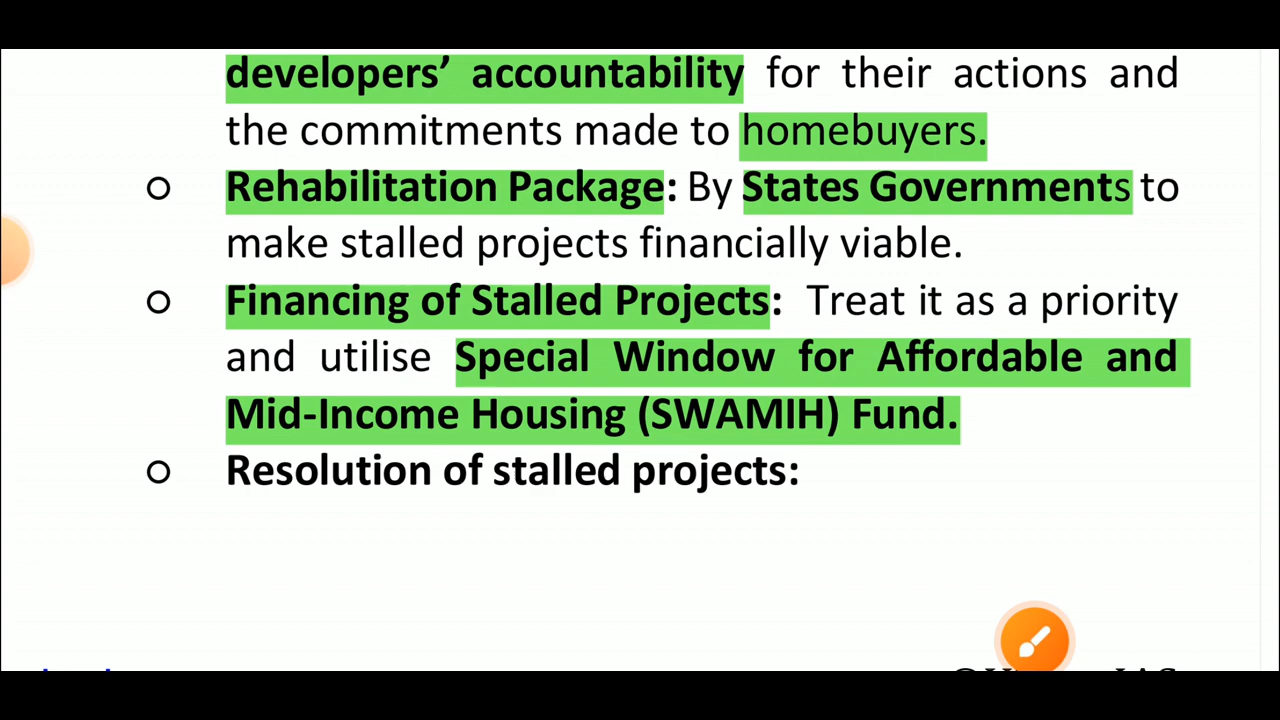 developers’ accountability for their actions and
the commitments made to homebuyers.
○ Rehabilitation Package: By States Governments to
make stalled projects financially viable.
○ Financing of Stalled Projects: Treat it as a priority
and utilise Special Window for Affordable and
Mid-Income Housing (SWAMIH) Fund.
○ Resolution of stalled projects: